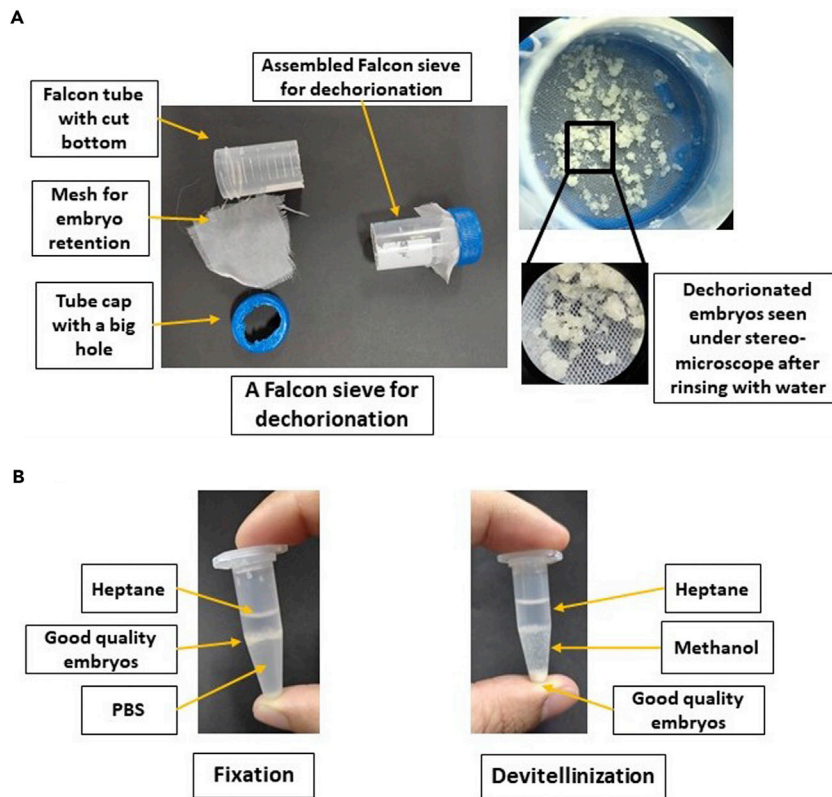 A
Falcon tube
with cut
bottom
Mesh for
embryo
retention
Tube cap
with a big
hole
Assembled Falcon sieve
for dechorionation
A Falcon sieve for
dechorionation
Dechorionated
embryos seen
under stereo-
microscope after
rinsing with water
B
Heptane
Good quality
embryos
PBS
Fixation
Heptane
Methanol
Good quality
embryos
Devitellinization